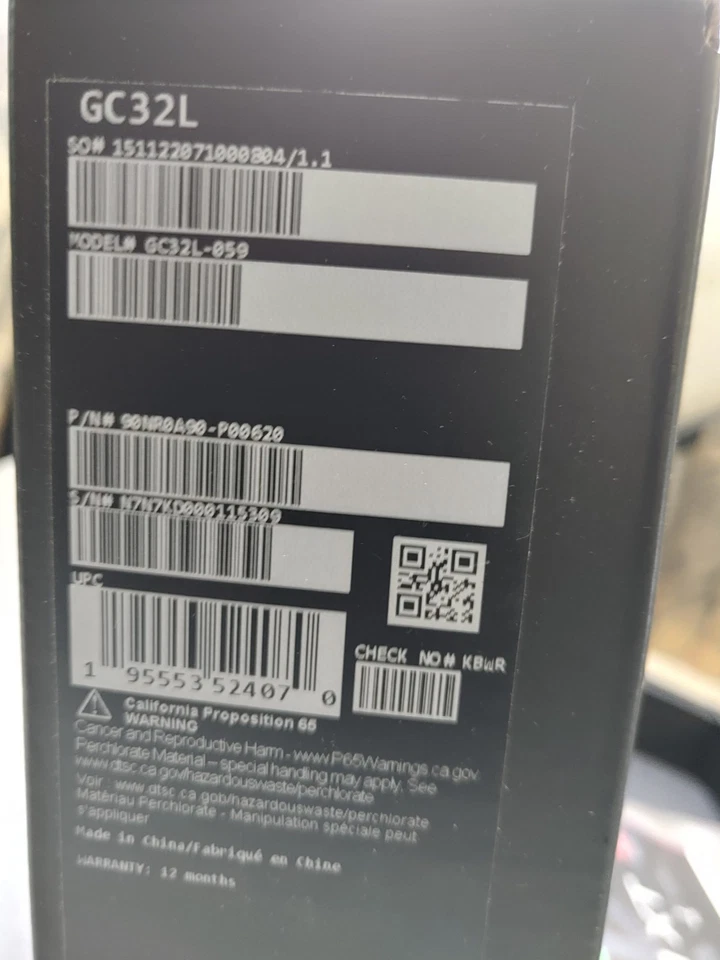 GC32L
SO# 151122071000804/1.1
MODEL# GC32L-059
P/N# 90NR0A90-P00620
S/N# N7N7KD000115309
UPC
1 95553 52407 0
CHECK NO# KBWR
California Proposition 65
WARNING
Cancer and Reproductive Harm - www.P65Warnings.ca.gov
Perchlorate Material – special handling may apply. See
www.dtsc.ca.gov/hazardouswaste/perchlorate
Voir : www.dtsc.ca.gob/hazardouswaste/perchlorate
Matériau Perchlorate - Manipulation spéciale peut
s'appliquer
Made in China/Fabriqué en Chine
WARRANTY: 12 months